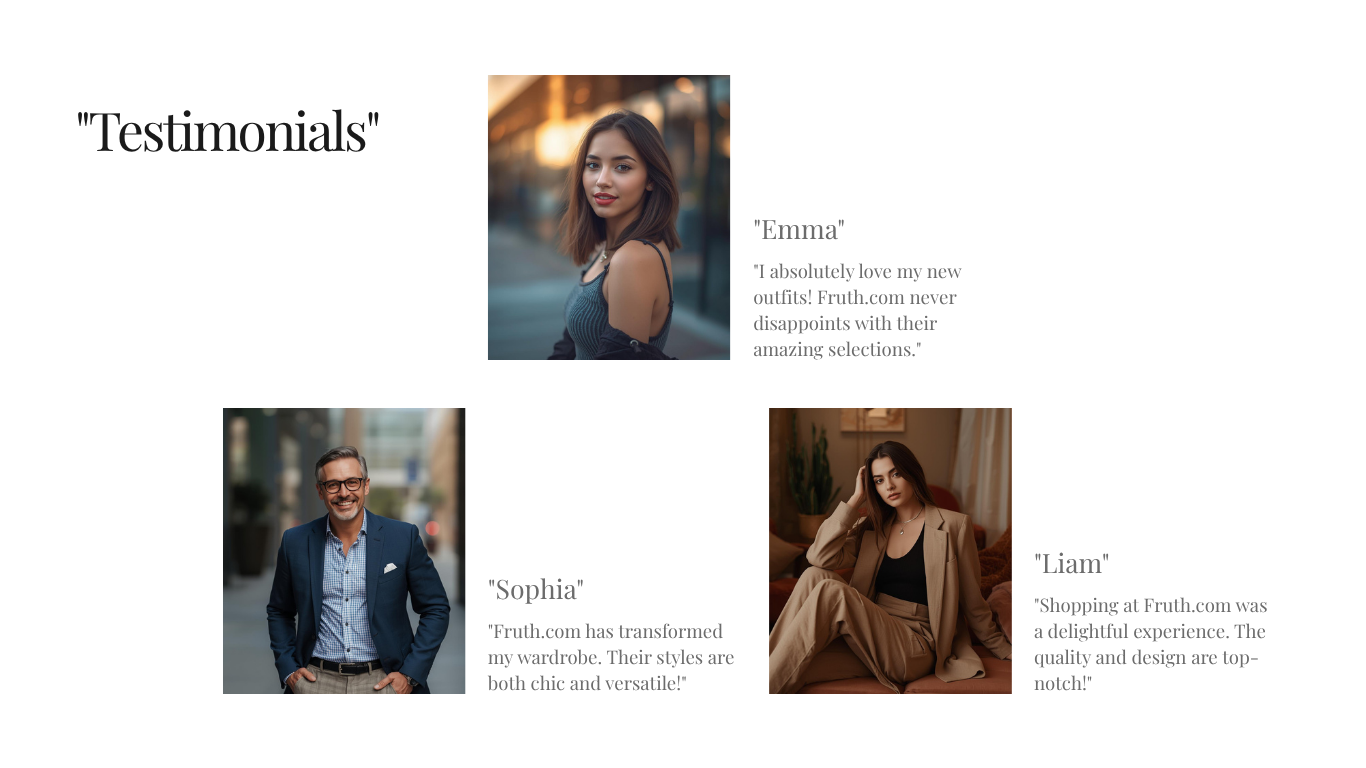 "Testimonials"
"Emma"
"I absolutely love my new
outfits! Fruth.com never
disappoints with their
amazing selections."
"Sophia"
"Fruth.com has transformed
my wardrobe. Their styles are
both chic and versatile!"
"Liam"
"Shopping at Fruth.com was
a delightful experience. The
quality and design are top-
notch!"